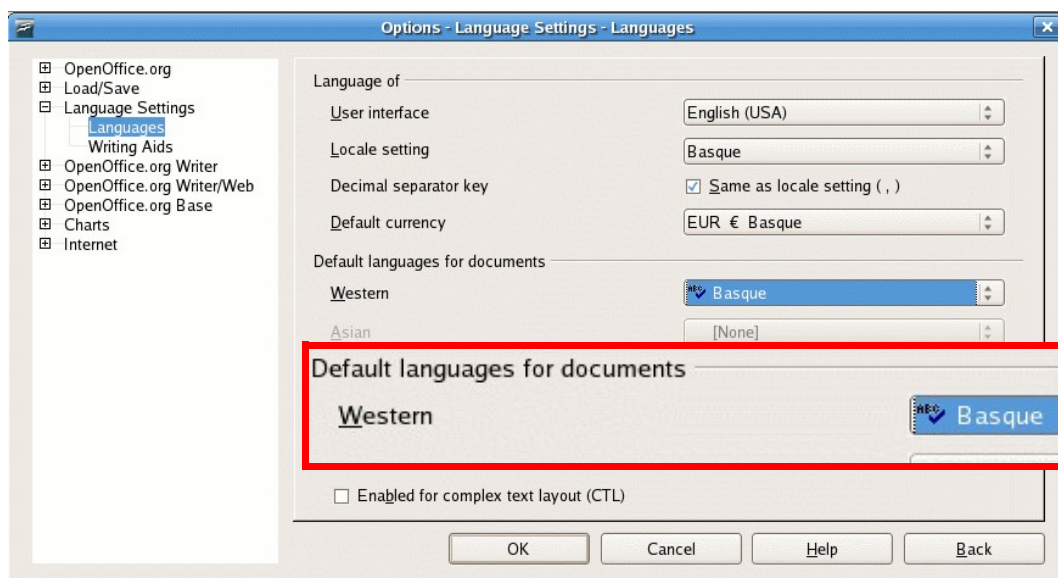 Options - Language Settings - Languages
OpenOffice.org
Load/Save
Language Settings
Languages
Writing Aids
OpenOffice.org Writer
OpenOffice.org Writer/Web
OpenOffice.org Base
Charts
Internet
Language of
User interface English (USA)
Locale setting Basque
Decimal separator key Same as locale setting ( , )
Default currency EUR € Basque
Default languages for documents
Western ABC Basque
Asian [None]
Default languages for documents
Western ABC Basque
Enabled for complex text layout (CTL)
OK Cancel Help Back